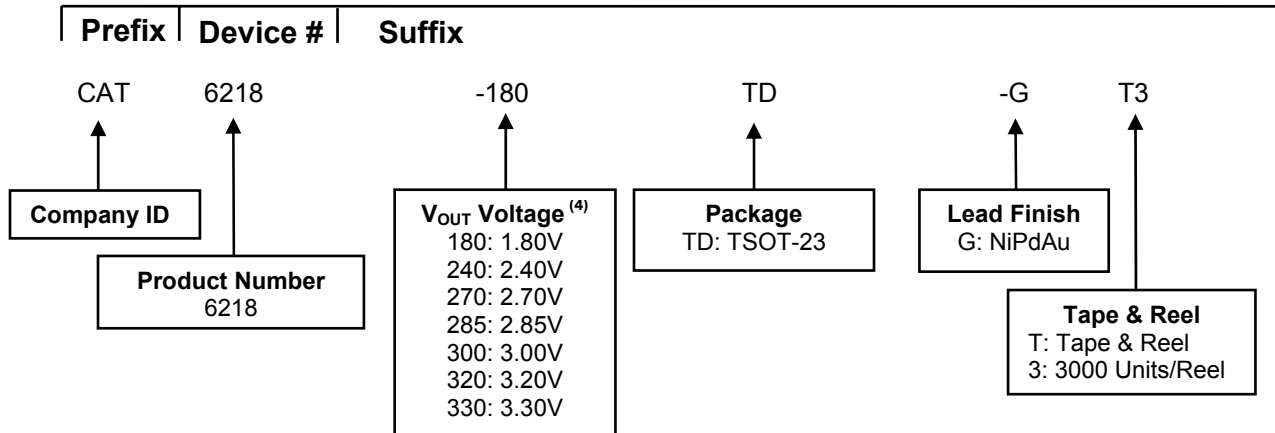 Prefix Device # Suffix
CAT 6218 -180 TD -G T3
Company ID
Product Number
6218
VOUT Voltage (4)
180: 1.80V
240: 2.40V
270: 2.70V
285: 2.85V
300: 3.00V
320: 3.20V
330: 3.30V
Package
TD: TSOT-23
Lead Finish
G: NiPdAu
Tape & Reel
T: Tape & Reel
3: 3000 Units/Reel